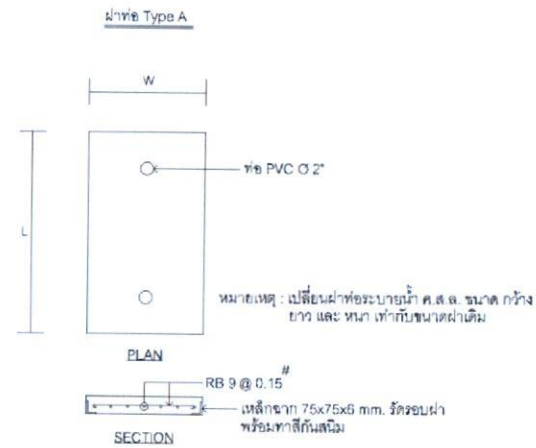 ฝาท่อ Type A
W
L
ท่อ PVC Ø 2"
หมายเหตุ : เปลี่ยนฝาท่อระบายน้ำ ค.ส.ล. ขนาด กว้าง
ยาว และ หนา เท่ากับขนาดฝาเดิม
PLAN
RB 9 @ 0.15 #
เหล็กฉาก 75x75x6 mm. รัดรอบฝา
พร้อมทาสีกันสนิม
SECTION